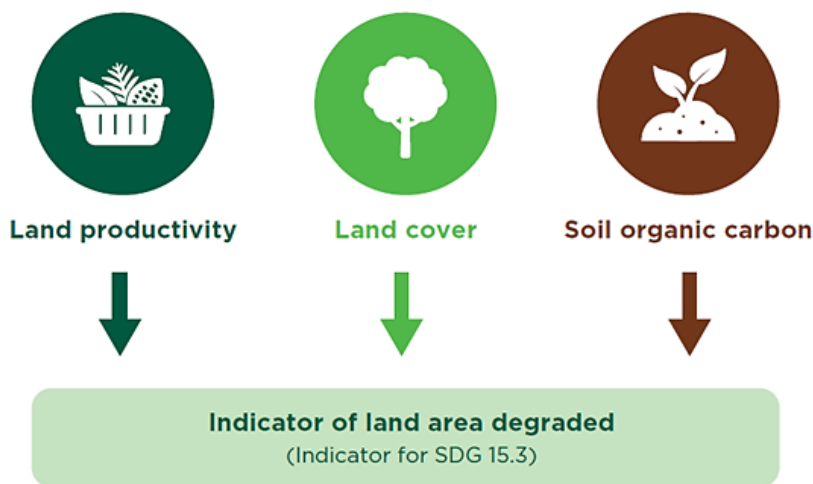 Land productivity
Land cover
Soil organic carbon
Indicator of land area degraded
(Indicator for SDG 15.3)